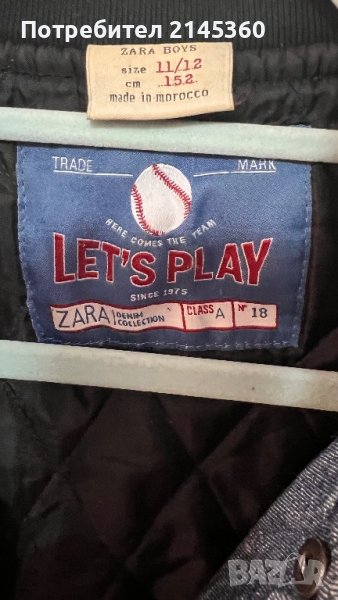 Потребител 2145360
ZARA BOYS
size 11/12
cm 152
made in morocco
TRADE MARK
HERE COMES THE TEAM
LET'S PLAY
SINCE 1975
ZARA DENIM COLLECTION CLASS A Nº 18
BAZAR